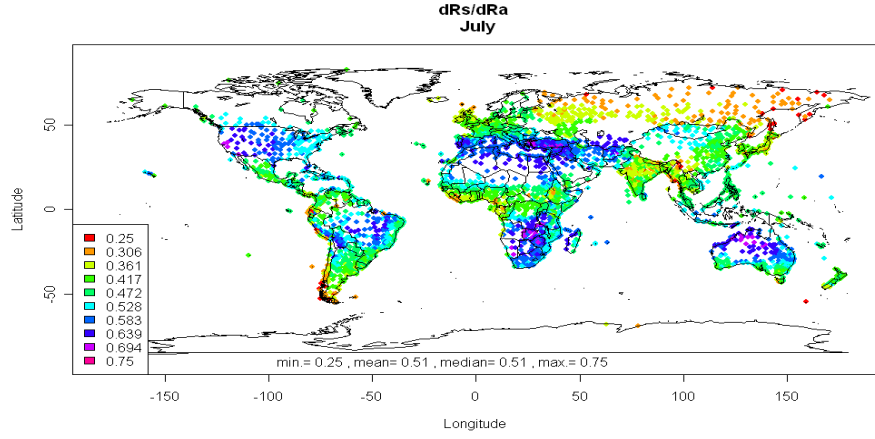 dRs/dRa
July
Latitude
50
0
-50
0.25
0.306
0.361
0.417
0.472
0.528
0.583
0.639
0.694
0.75
min.= 0.25 , mean= 0.51 , median= 0.51 , max.= 0.75
-150 -100 -50 0 50 100 150
Longitude